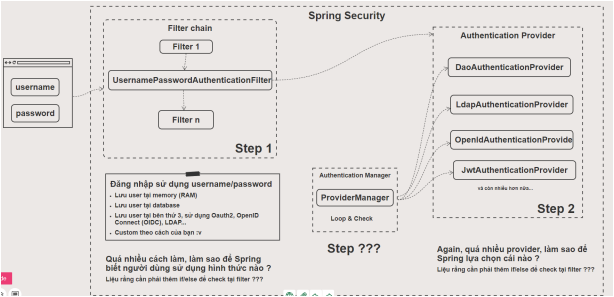 Spring Security
Filter chain
Filter 1
UsernamePasswordAuthenticationFilter
Filter n
Step 1
username
password
Authentication Provider
DaoAuthenticationProvider
LdapAuthenticationProvider
OpenIdAuthenticationProvide
JwtAuthenticationProvider
và còn nhiều hơn nữa...
Step 2
Authentication Manager
ProviderManager
Loop & Check
Step ???
Đăng nhập sử dụng username/password
• Lưu user tại memory (RAM)
• Lưu user tại database
• Lưu user tại bên thứ 3, sử dụng Oauth2, OpenID
Connect (OIDC), LDAP...
• Custom theo cách của bạn :v
Quá nhiều cách làm, làm sao để Spring
biết người dùng sử dụng hình thức nào ?
Liệu rằng cần phải thêm if/else để check tại filter ???
Again, quá nhiều provider, làm sao để
Spring lựa chọn cái nào ?
Liệu rằng cần phải thêm if/else để check tại filter ???